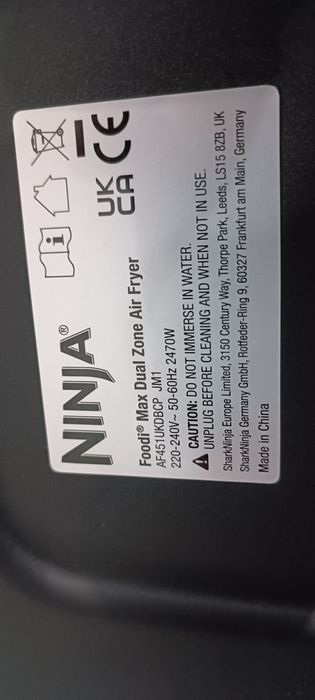 NINJA®
UK
CA
CE
Foodi® Max Dual Zone Air Fryer
AF451UKDBCP JM1
220-240V~ 50-60Hz 2470W
CAUTION: DO NOT IMMERSE IN WATER.
UNPLUG BEFORE CLEANING AND WHEN NOT IN USE.
SharkNinja Europe Limited, 3150 Century Way, Thorpe Park, Leeds, LS15 8ZB, UK
SharkNinja Germany GmbH, Rotfeder-Ring 9, 60327 Frankfurt am Main, Germany
Made in China